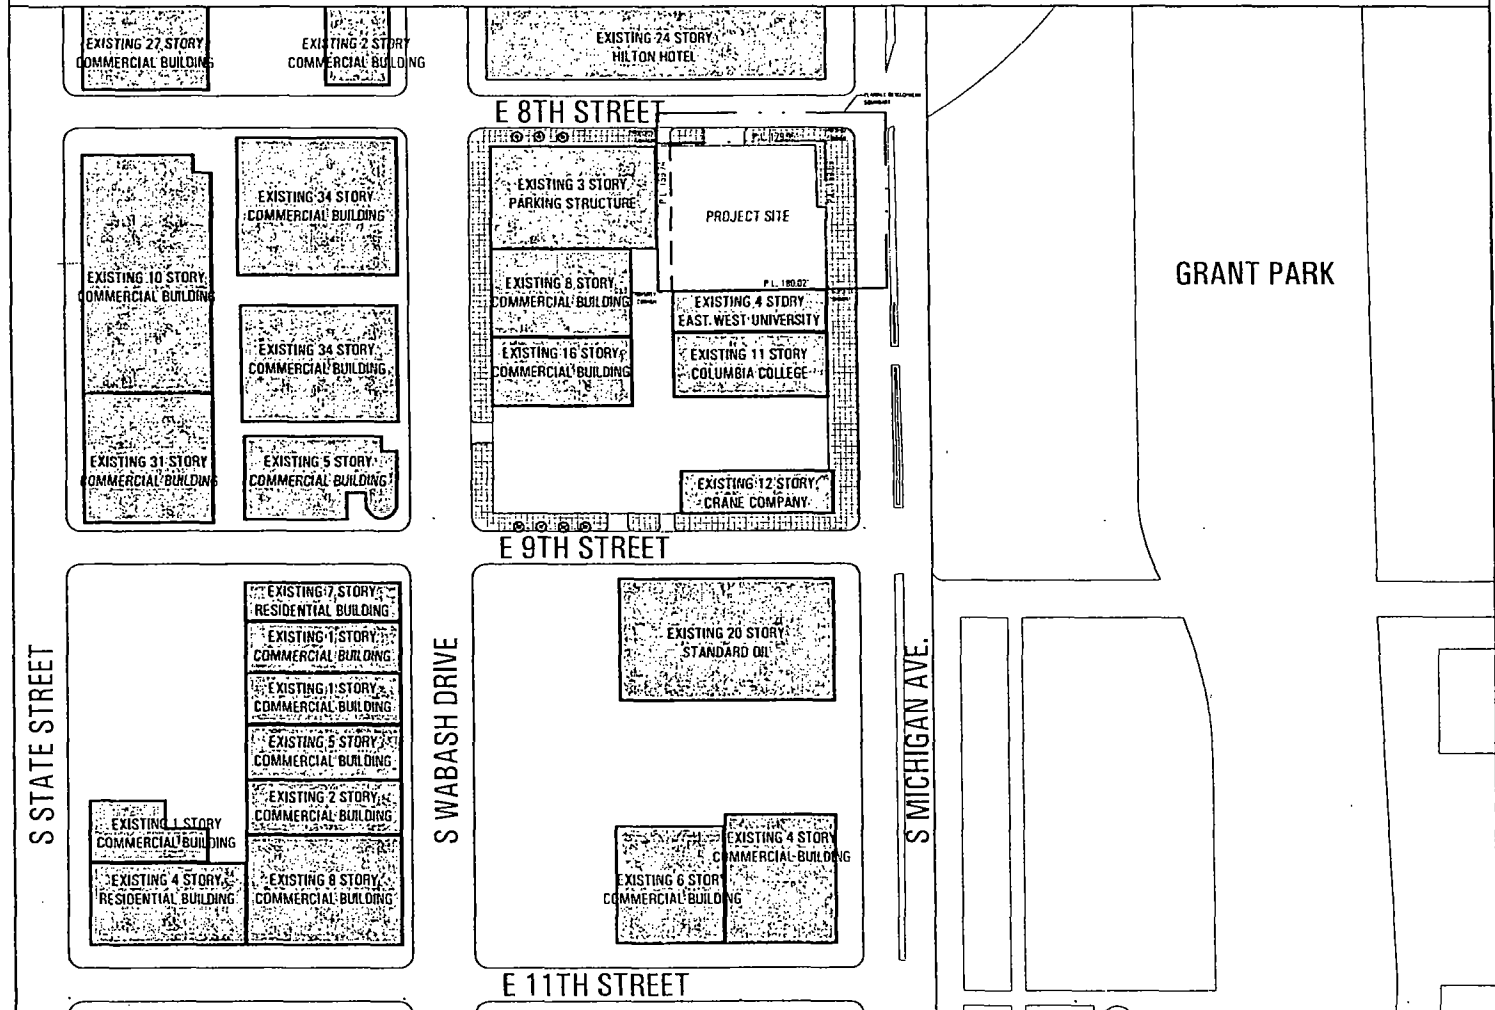 EXISTING 27 STORY
COMMERCIAL BUILDING
EXISTING 2 STORY
COMMERCIAL BUILDING
EXISTING 24 STORY
HILTON HOTEL
E 8TH STREET
PLANNED DEVELOPMENT
BOUNDARY
EXISTING 34 STORY
COMMERCIAL BUILDING
EXISTING 10 STORY
COMMERCIAL BUILDING
EXISTING 34 STORY
COMMERCIAL BUILDING
EXISTING 31 STORY
COMMERCIAL BUILDING
EXISTING 5 STORY
COMMERCIAL BUILDING
EXISTING 3 STORY
PARKING STRUCTURE
PROJECT SITE
P.L. 180.02'
EXISTING 8 STORY
COMMERCIAL BUILDING
EXISTING 4 STORY
EAST WEST UNIVERSITY
EXISTING 16 STORY
COMMERCIAL BUILDING
EXISTING 11 STORY
COLUMBIA COLLEGE
EXISTING 12 STORY
CRANE COMPANY
GRANT PARK
E 9TH STREET
EXISTING 7 STORY
RESIDENTIAL BUILDING
EXISTING 1 STORY
COMMERCIAL BUILDING
EXISTING 1 STORY
COMMERCIAL BUILDING
EXISTING 5 STORY
COMMERCIAL BUILDING
EXISTING 2 STORY
COMMERCIAL BUILDING
EXISTING 1 STORY
COMMERCIAL BUILDING
EXISTING 4 STORY
RESIDENTIAL BUILDING
EXISTING 8 STORY
COMMERCIAL BUILDING
EXISTING 20 STORY
STANDARD OIL
EXISTING 4 STORY
COMMERCIAL BUILDING
EXISTING 6 STORY
COMMERCIAL BUILDING
S STATE STREET
S WABASH DRIVE
S MICHIGAN AVE.
E 11TH STREET